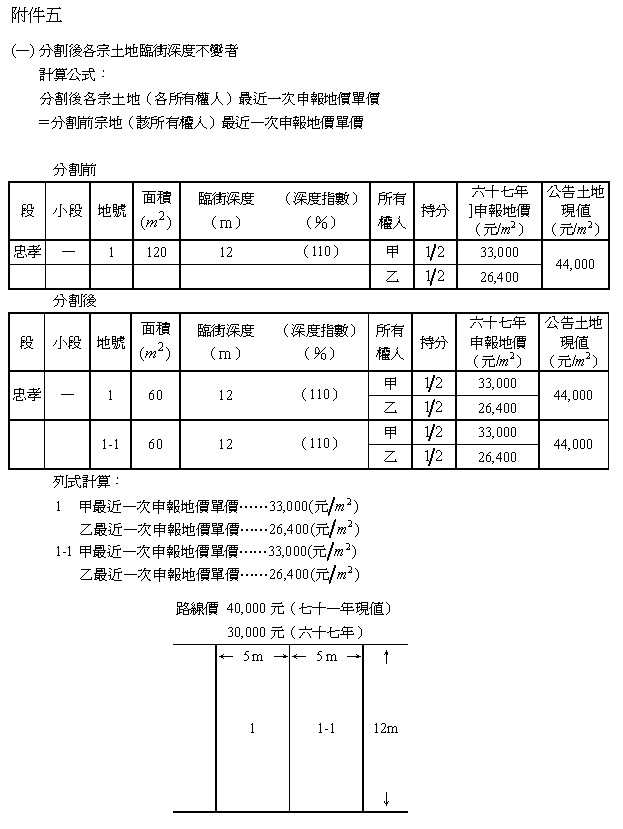 附件五
(一) 分割後各宗土地臨街深度不變者
計算公式：
分割後各宗土地（各所有權人）最近一次申報地價單價
＝分割前宗地（該所有權人）最近一次申報地價單價
分割前
段 小段 地號 面積(m²) 臨街深度（m） （深度指數）（%） 所有權人 持分 六十七年]申報地價（元/m²） 公告土地現值（元/m²）
忠孝 一 1 120 12 （110） 甲 1/2 33,000 44,000
乙 1/2 26,400
分割後
段 小段 地號 面積(m²) 臨街深度（m） （深度指數）（%） 所有權人 持分 六十七年申報地價（元/m²） 公告土地現值（元/m²）
忠孝 一 1 60 12 （110） 甲 1/2 33,000 44,000
乙 1/2 26,400
1-1 60 12 （110） 甲 1/2 33,000 44,000
乙 1/2 26,400
列式計算：
1 甲最近一次申報地價單價……33,000(元/m²)
乙最近一次申報地價單價……26,400(元/m²)
1-1 甲最近一次申報地價單價……33,000(元/m²)
乙最近一次申報地價單價……26,400(元/m²)
路線價 40,000 元（七十一年現值）
30,000 元（六十七年）
← 5m → ← 5m → ↑
1 1-1 12m
↓